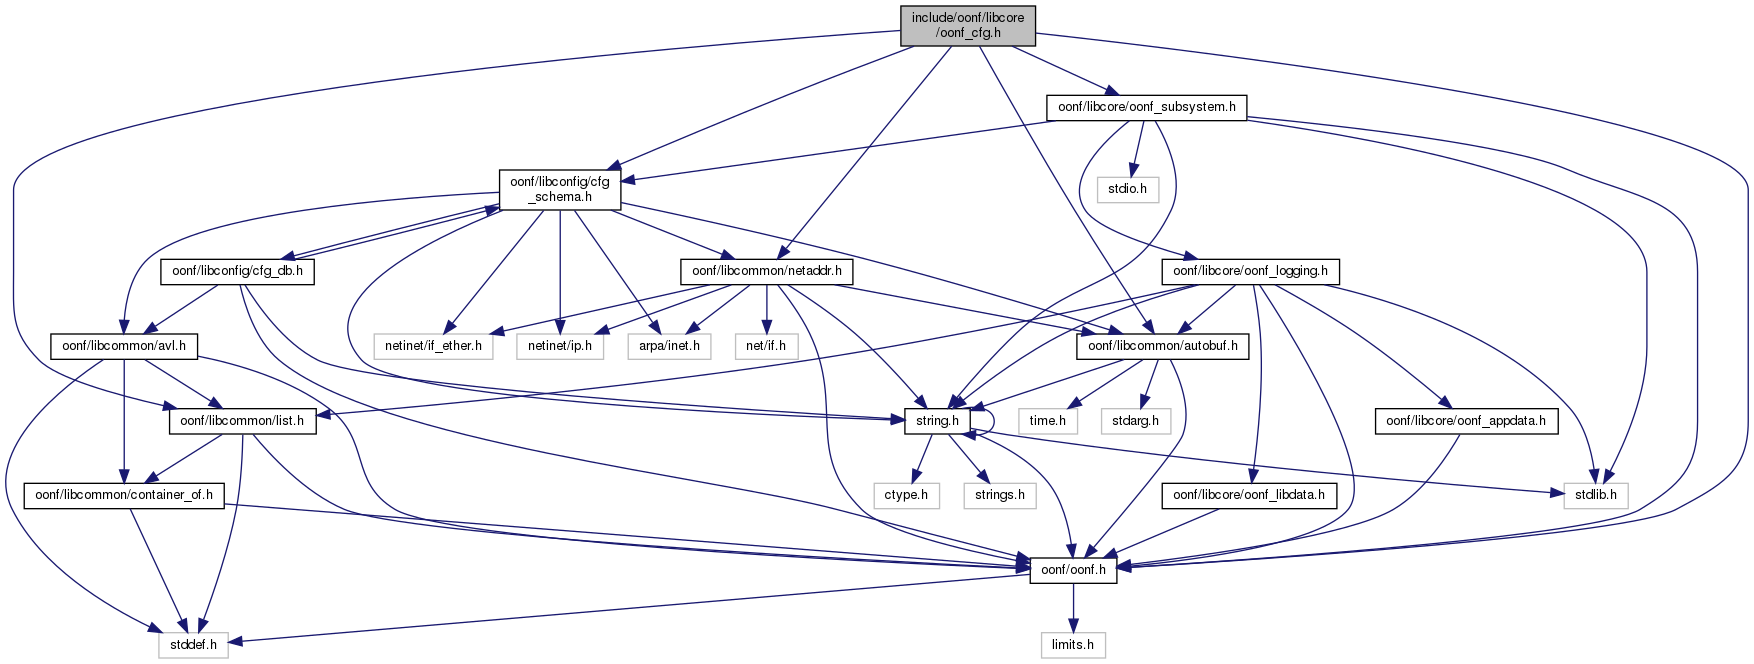 include/oonf/libcore
/oonf_cfg.h
oonf/libcore/oonf_subsystem.h
oonf/libconfig/cfg
_schema.h
stdio.h
oonf/libconfig/cfg_db.h
oonf/libcommon/netaddr.h
oonf/libcore/oonf_logging.h
oonf/libcommon/avl.h
netinet/if_ether.h
netinet/ip.h
arpa/inet.h
net/if.h
oonf/libcommon/autobuf.h
oonf/libcommon/list.h
string.h
time.h
stdarg.h
oonf/libcore/oonf_appdata.h
oonf/libcommon/container_of.h
ctype.h
strings.h
oonf/libcore/oonf_libdata.h
stdlib.h
oonf/oonf.h
stddef.h
limits.h